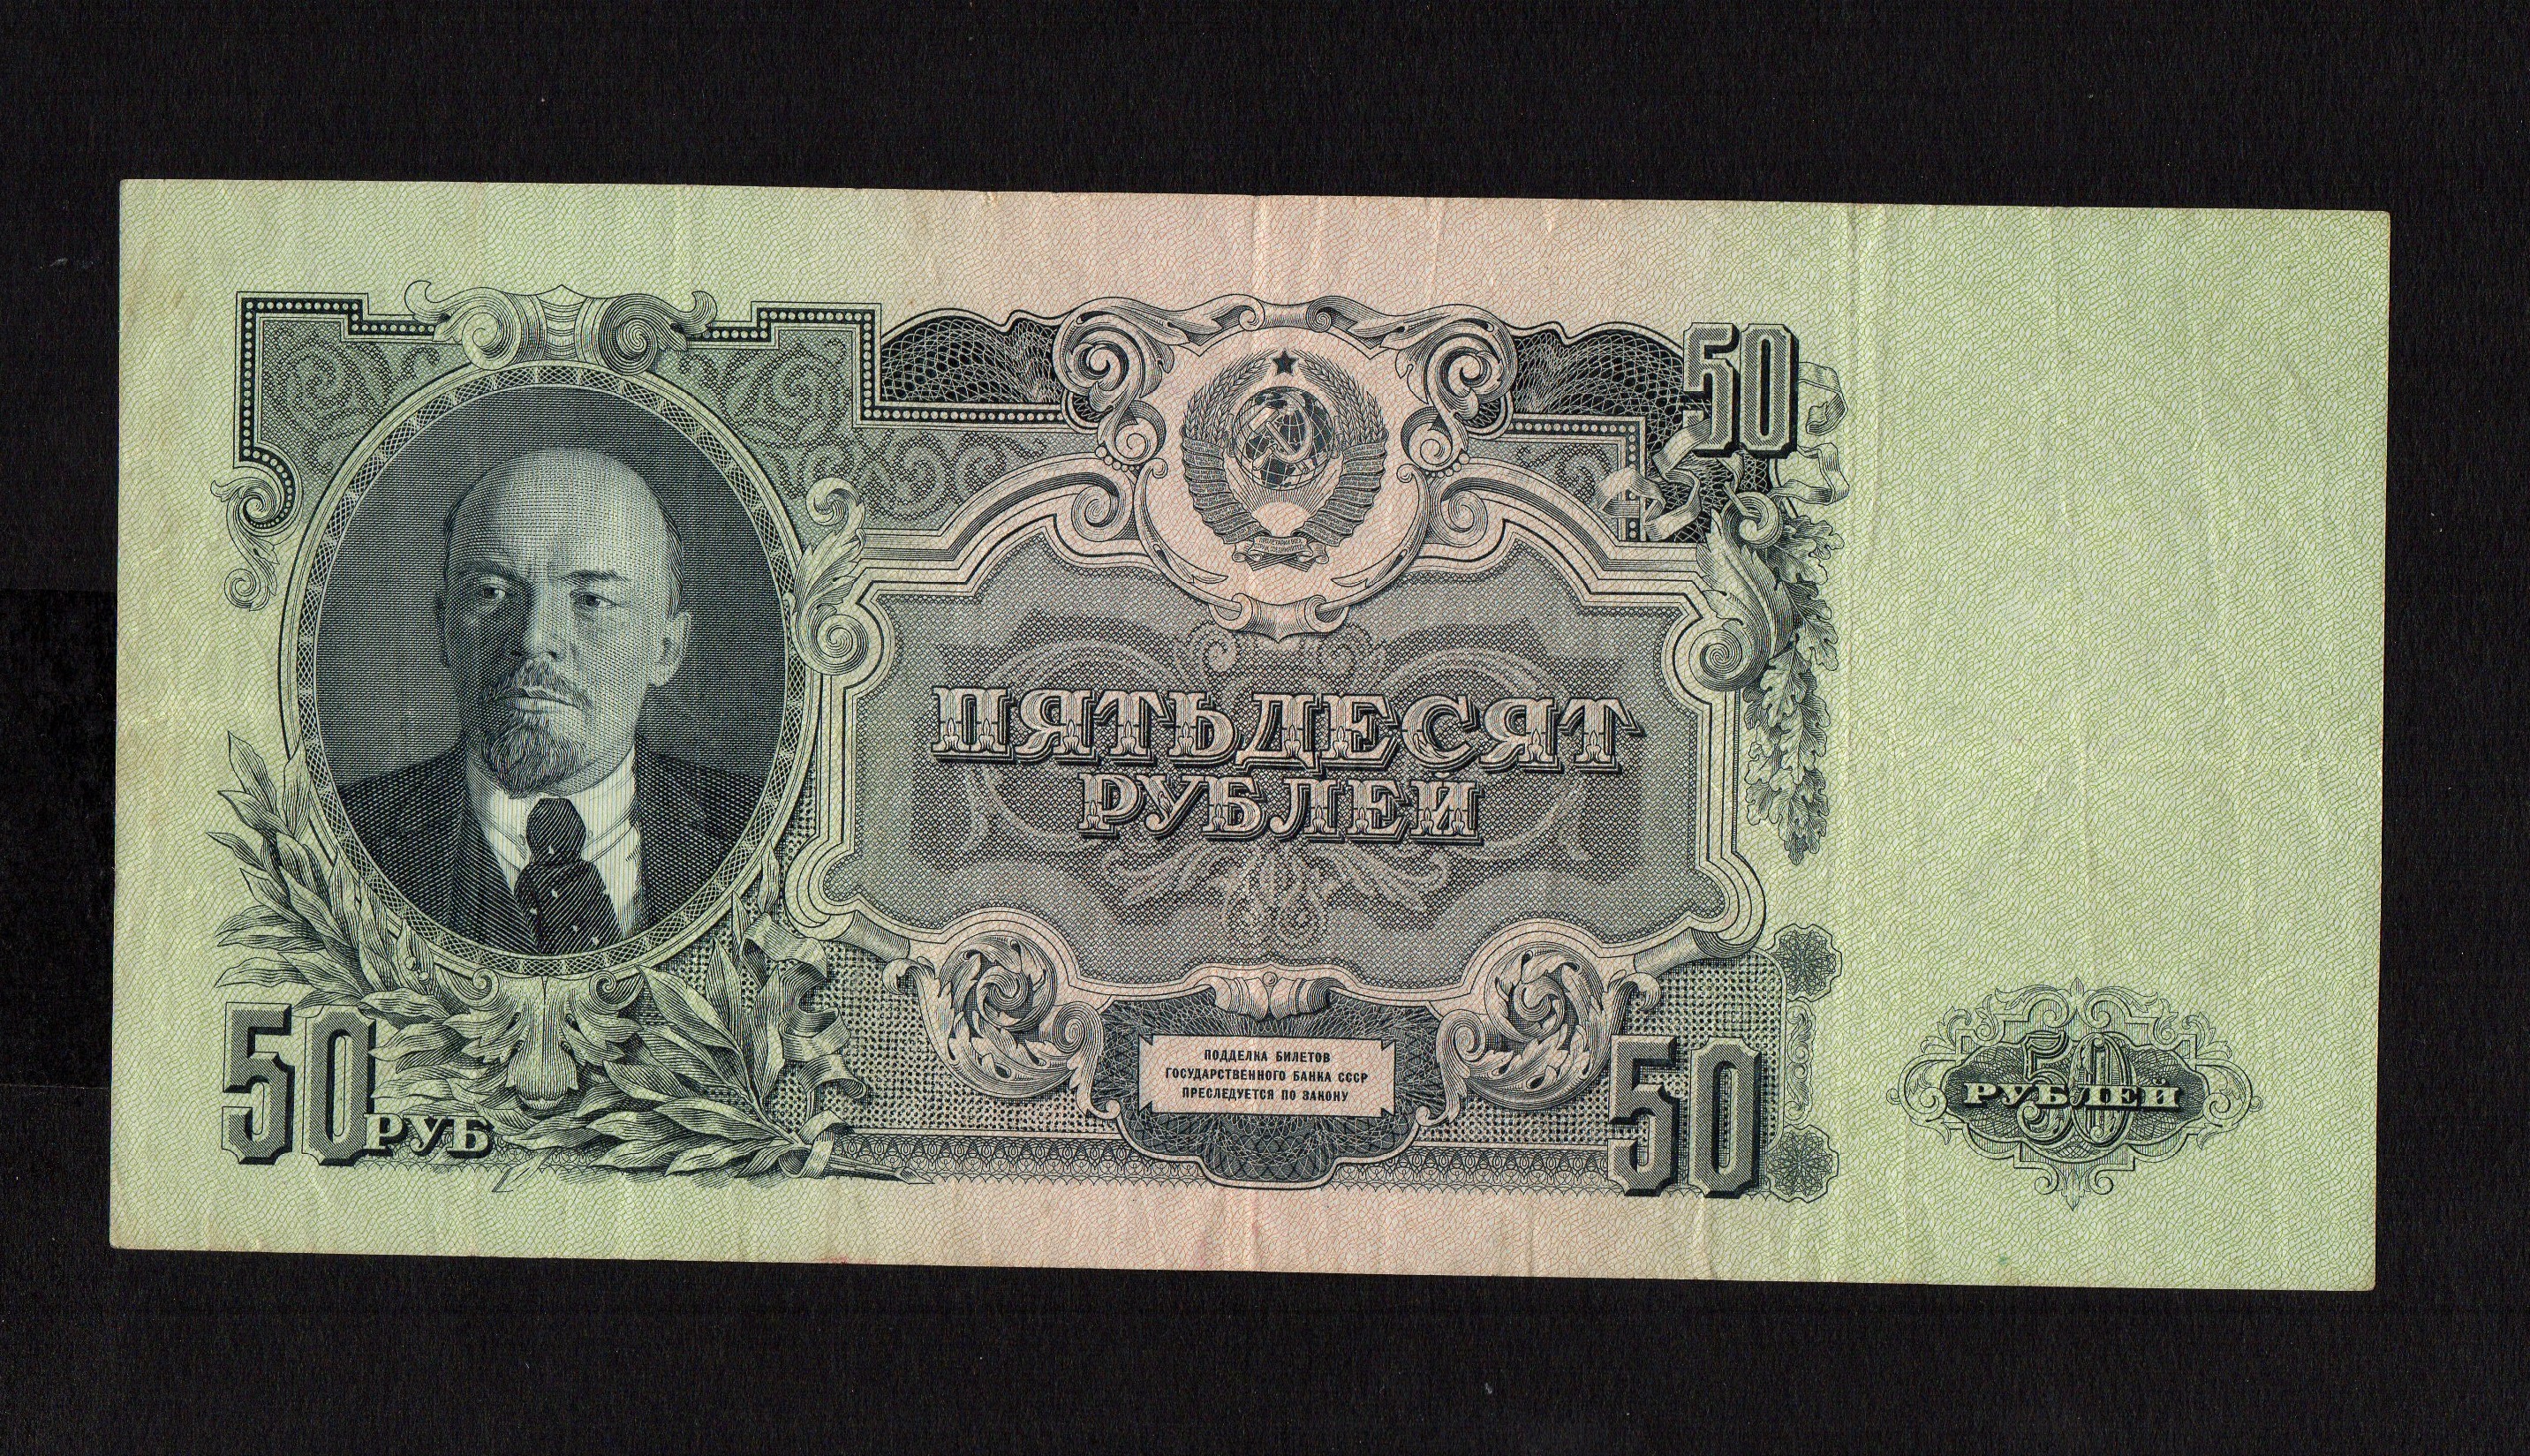 50
ПЯТЬДЕСЯТ
РУБЛЕЙ
ПОДДЕЛКА БИЛЕТОВ
ГОСУДАРСТВЕННОГО БАНКА СССР
ПРЕСЛЕДУЕТСЯ ПО ЗАКОНУ
50 РУБ
50
50
РУБЛЕЙ